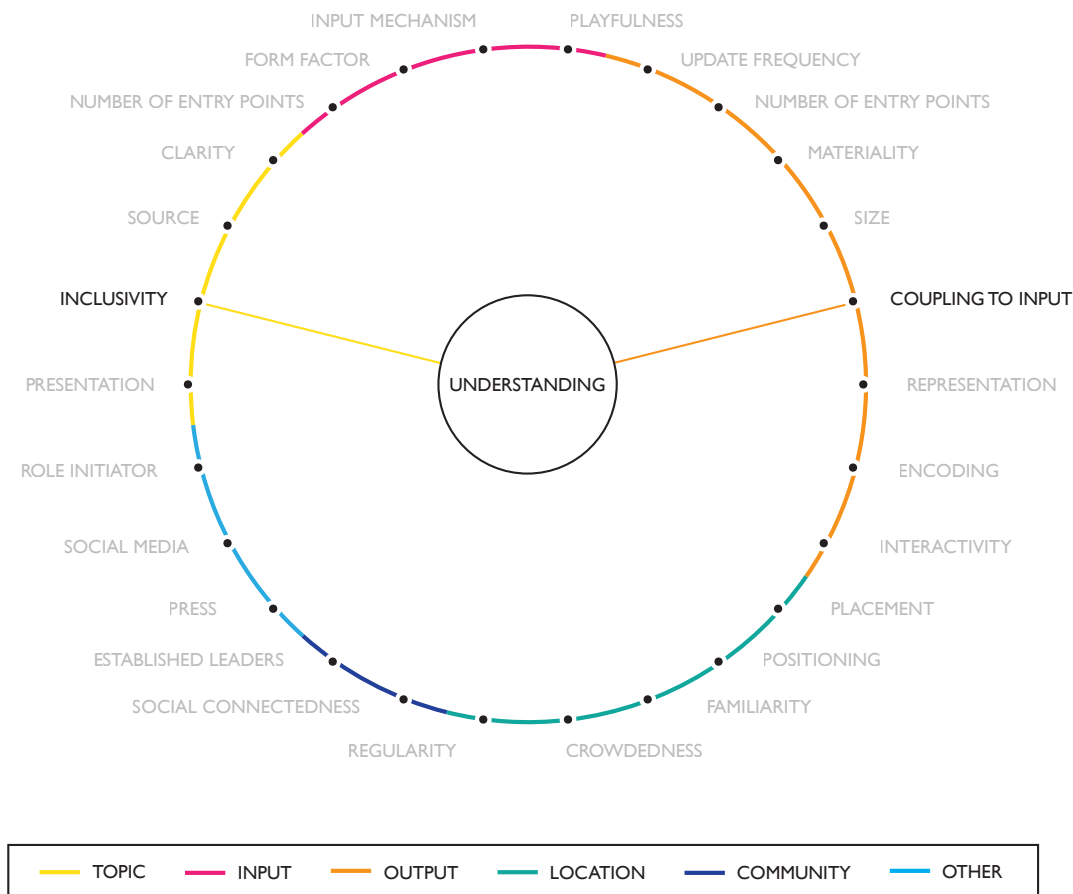 INPUT MECHANISM
PLAYFULNESS
FORM FACTOR
UPDATE FREQUENCY
NUMBER OF ENTRY POINTS
NUMBER OF ENTRY POINTS
CLARITY
MATERIALITY
SOURCE
SIZE
INCLUSIVITY
COUPLING TO INPUT
PRESENTATION
UNDERSTANDING
REPRESENTATION
ROLE INITIATOR
ENCODING
SOCIAL MEDIA
INTERACTIVITY
PRESS
PLACEMENT
ESTABLISHED LEADERS
POSITIONING
SOCIAL CONNECTEDNESS
FAMILIARITY
REGULARITY
CROWDEDNESS
TOPIC
INPUT
OUTPUT
LOCATION
COMMUNITY
OTHER